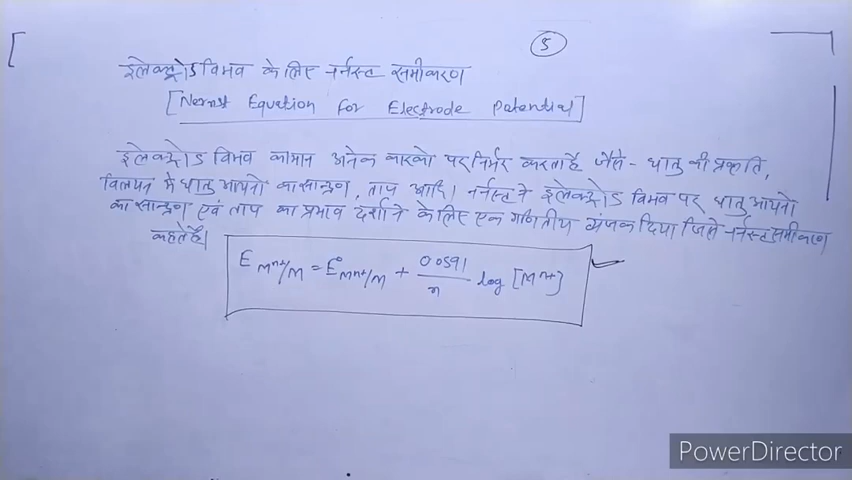 5
इलेक्ट्रोड विभव के लिए नर्नस्ट समीकरण
[Nernst Equation for Electrode Potential]
इलेक्ट्रोड विभव का मान अनेक कारको पर निर्भर करता है जैसे - धातु की प्रकृति,
विलयन मे धातु आयनो का सान्द्रण, ताप आदि। नर्नस्ट ने इलेक्ट्रोड विभव पर धातु आयनो
का सान्द्रण एवं ताप का प्रभाव दर्शाने के लिए एक गणितीय व्यंजक दिया जिसे नर्नस्ट समीकरण
कहते है।
E Mⁿ⁺/M = E° Mⁿ⁺/M + 0.0591/n log [Mⁿ⁺]
PowerDirector